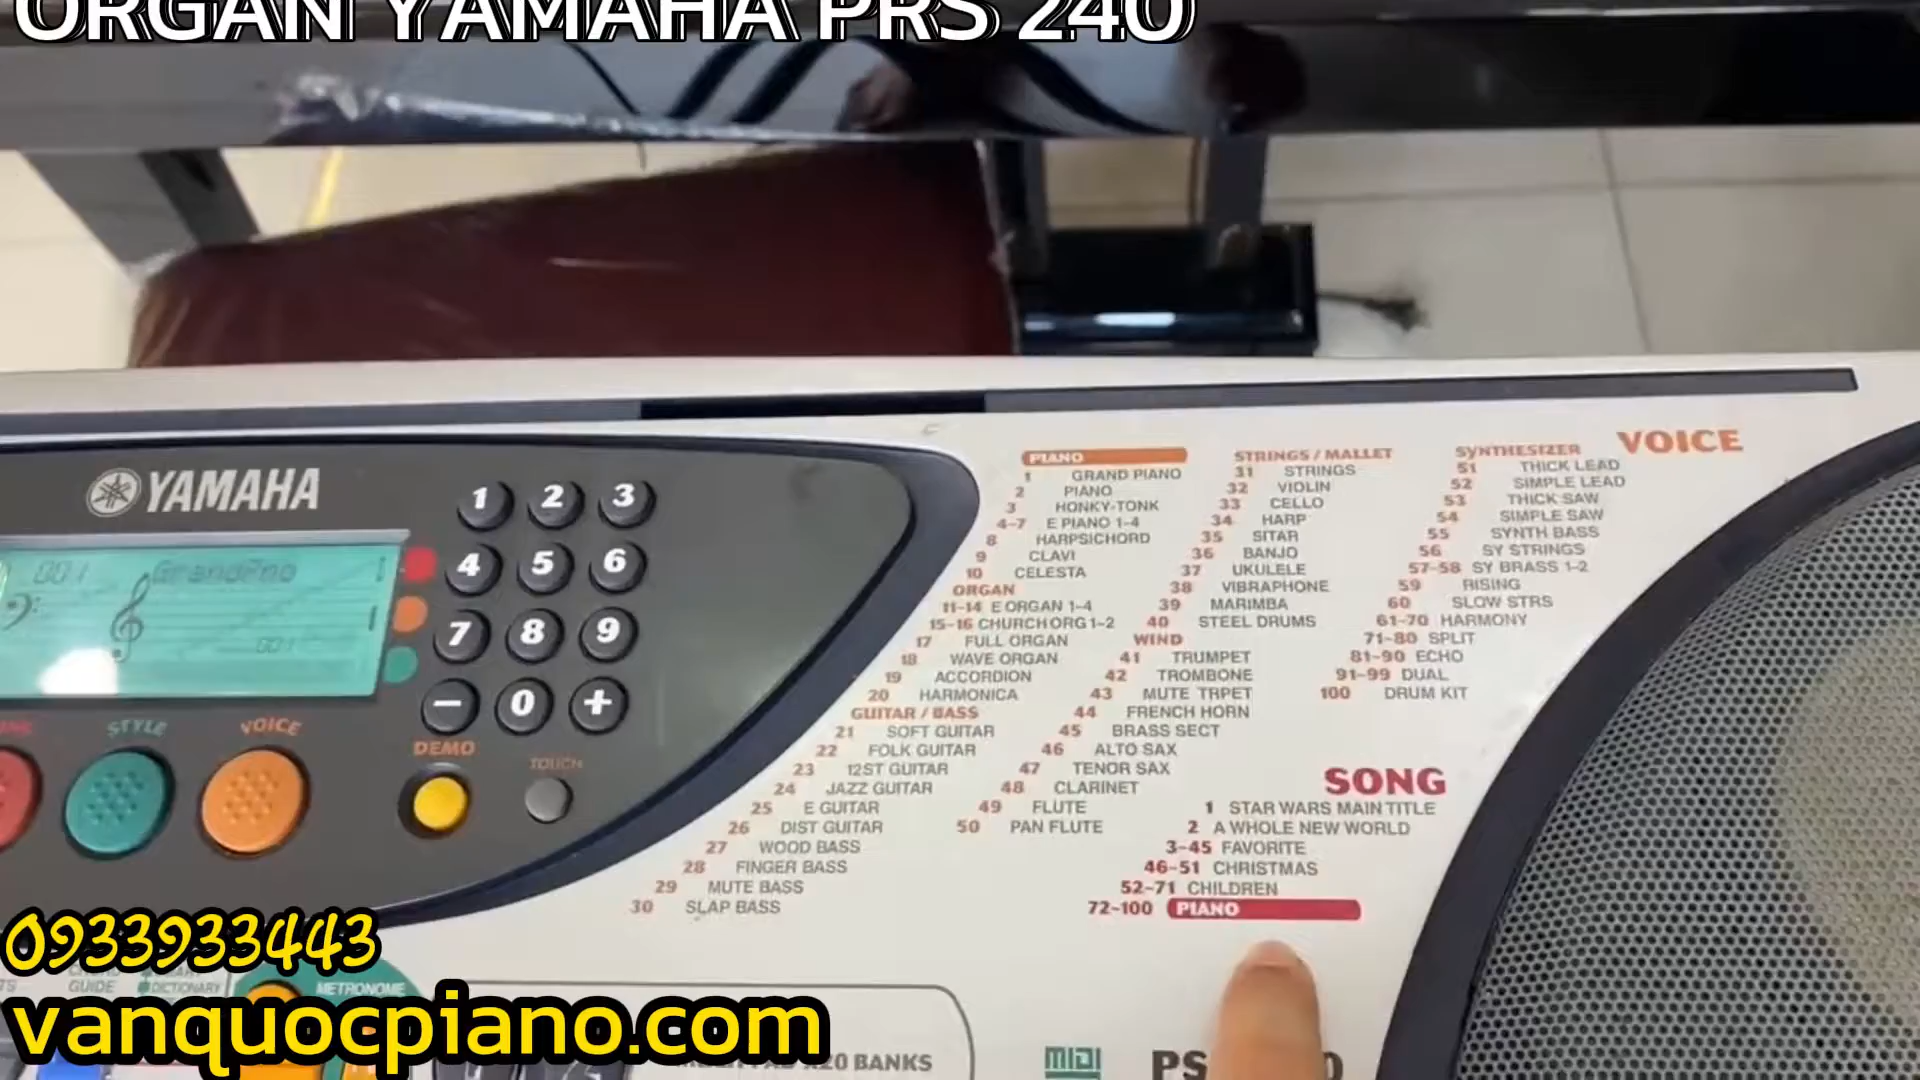 ORGAN YAMAHA PRS 240
YAMAHA
001 GrandPno
001
1 2 3
4 5 6
7 8 9
- 0 +
STYLE
VOICE
DEMO
TOUCH
PIANO
1 GRAND PIANO
2 PIANO
3 HONKY-TONK
4-7 E PIANO 1-4
8 HARPSICHORD
9 CLAVI
10 CELESTA
ORGAN
11-14 E ORGAN 1-4
15-16 CHURCH ORG 1-2
17 FULL ORGAN
18 WAVE ORGAN
19 ACCORDION
20 HARMONICA
GUITAR / BASS
21 SOFT GUITAR
22 FOLK GUITAR
23 12ST GUITAR
24 JAZZ GUITAR
25 E GUITAR
26 DIST GUITAR
27 WOOD BASS
28 FINGER BASS
29 MUTE BASS
30 SLAP BASS
STRINGS / MALLET
31 STRINGS
32 VIOLIN
33 CELLO
34 HARP
35 SITAR
36 BANJO
37 UKULELE
38 VIBRAPHONE
39 MARIMBA
40 STEEL DRUMS
WIND
41 TRUMPET
42 TROMBONE
43 MUTE TRPET
44 FRENCH HORN
45 BRASS SECT
46 ALTO SAX
47 TENOR SAX
48 CLARINET
49 FLUTE
50 PAN FLUTE
VOICE
SYNTHESIZER
51 THICK LEAD
52 SIMPLE LEAD
53 THICK SAW
54 SIMPLE SAW
55 SYNTH BASS
56 SY STRINGS
57-58 SY BRASS 1-2
59 RISING
60 SLOW STRS
61-70 HARMONY
71-80 SPLIT
81-90 ECHO
91-99 DUAL
100 DRUM KIT
SONG
1 STAR WARS MAIN TITLE
2 A WHOLE NEW WORLD
3-45 FAVORITE
46-51 CHRISTMAS
52-71 CHILDREN
72-100 PIANO
0933933443
GUIDE
DICTIONARY
METRONOME
vanquocpiano.com
x20 BANKS
MIDI
PS